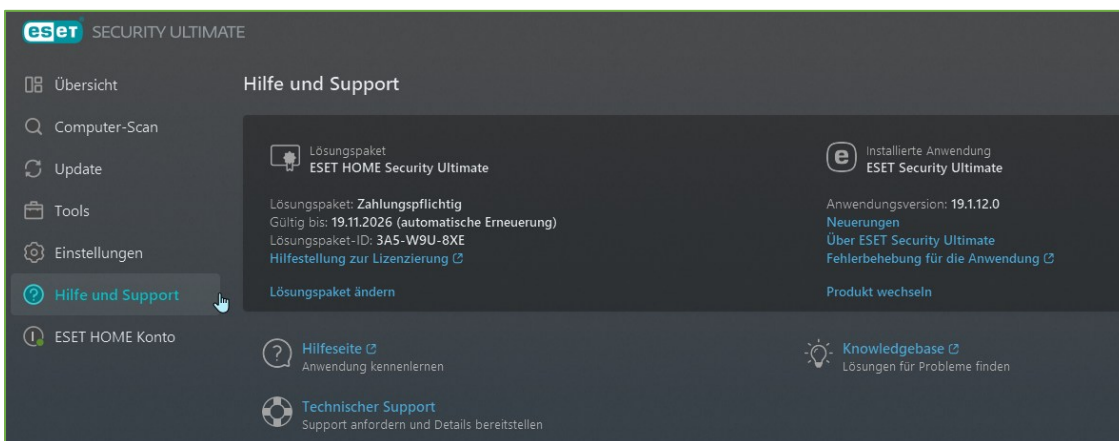 eset SECURITY ULTIMATE
Übersicht
Computer-Scan
Update
Tools
Einstellungen
Hilfe und Support
ESET HOME Konto
Hilfe und Support
Lösungspaket
ESET HOME Security Ultimate
Lösungspaket: Zahlungspflichtig
Gültig bis: 19.11.2026 (automatische Erneuerung)
Lösungspaket-ID: 3A5-W9U-8XE
Hilfestellung zur Lizenzierung
Lösungspaket ändern
Installierte Anwendung
ESET Security Ultimate
Anwendungsversion: 19.1.12.0
Neuerungen
Über ESET Security Ultimate
Fehlerbehebung für die Anwendung
Produkt wechseln
Hilfeseite
Anwendung kennenlernen
Knowledgebase
Lösungen für Probleme finden
Technischer Support
Support anfordern und Details bereitstellen